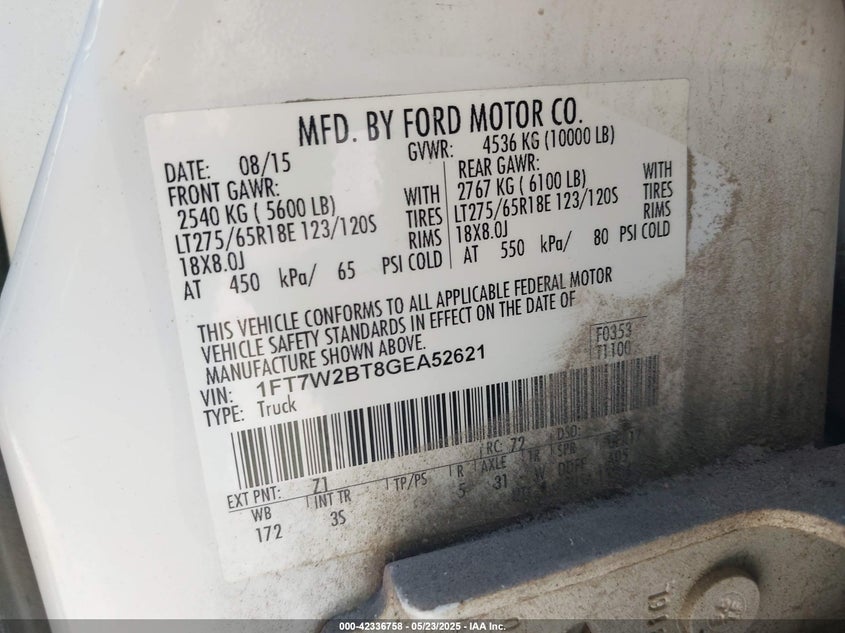 MFD. BY FORD MOTOR CO.
DATE: 08/15 GVWR: 4536 KG (10000 LB)
FRONT GAWR: REAR GAWR:
2540 KG ( 5600 LB) WITH 2767 KG ( 6100 LB) WITH
LT275/65R18E 123/120S TIRES LT275/65R18E 123/120S TIRES
18X8.0J RIMS 18X8.0J RIMS
AT 450 kPa/ 65 PSI COLD AT 550 kPa/ 80 PSI COLD
THIS VEHICLE CONFORMS TO ALL APPLICABLE FEDERAL MOTOR
VEHICLE SAFETY STANDARDS IN EFFECT ON THE DATE OF
MANUFACTURE SHOWN ABOVE.
F0353
T1100
VIN: 1FT7W2BT8GEA52621
TYPE: Truck
RC: 72 DSO:
EXT PNT: Z1
WB INT TR TP/PS R AXLE TR SPR
172 3S 5 31 W
000-42336758 - 05/23/2025 - IAA Inc.